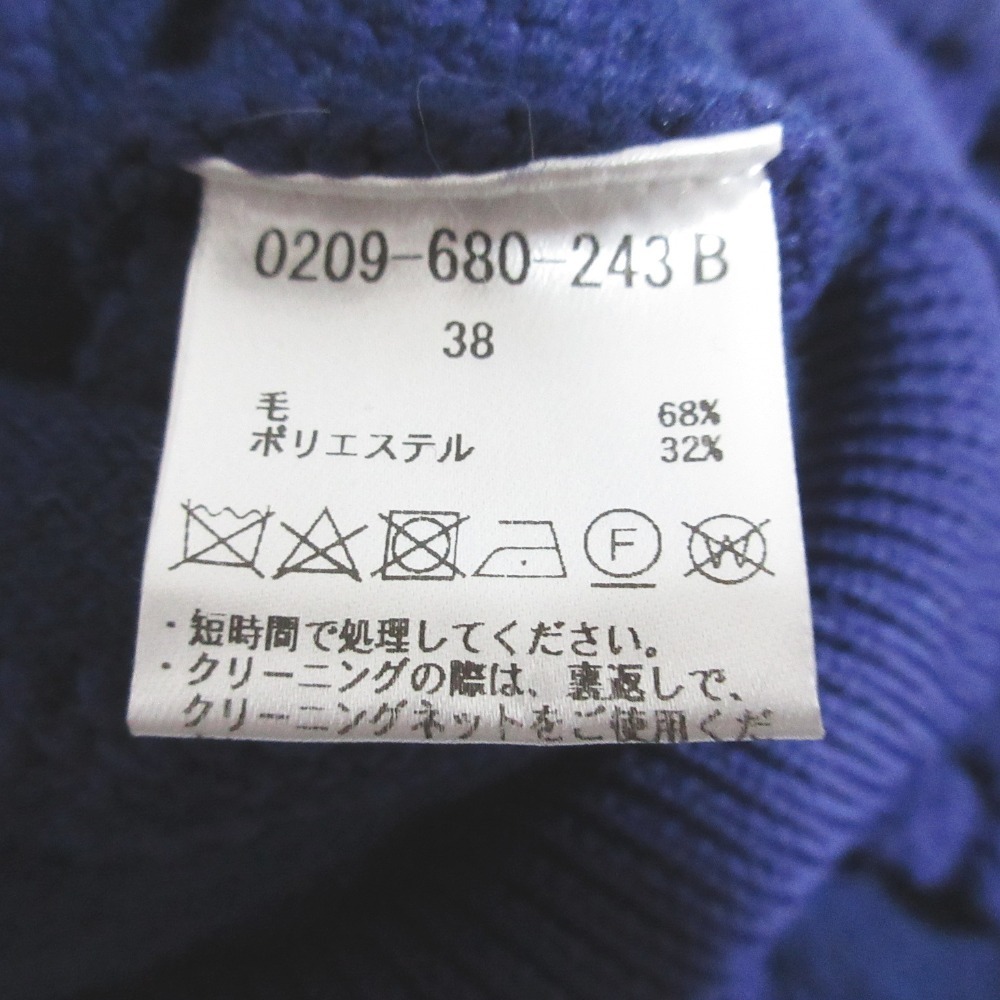 0209-680-243 B
38
毛 68%
ポリエステル 32%
F W
・短時間で処理してください。
・クリーニングの際は、裏返しで、
クリーニングネットをご使用くだ